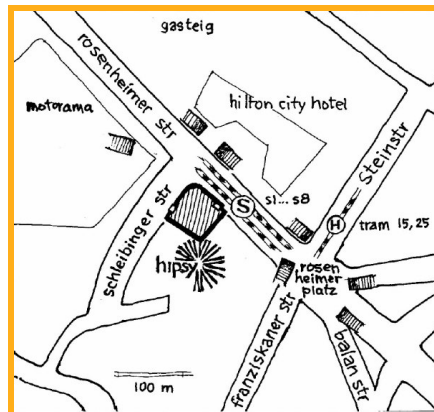 gasteig
rosenheimer str
motorama
hilton city hotel
Steinstr
S
s1... s8
H
tram 15, 25
schleibinger str
hipsy
rosen
heimer
platz
franziskaner str
balan str
100 m